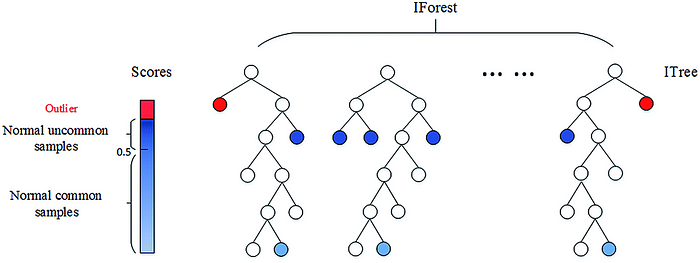 IForest
Scores
... ...
ITree
Outlier
Normal uncommon
samples
0.5
Normal common
samples